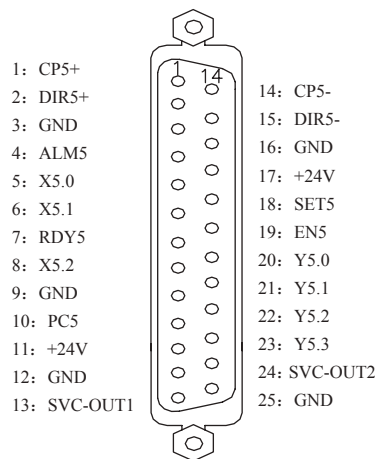 1 14
1: CP5+
2: DIR5+
3: GND
4: ALM5
5: X5.0
6: X5.1
7: RDY5
8: X5.2
9: GND
10: PC5
11: +24V
12: GND
13: SVC-OUT1
14: CP5-
15: DIR5-
16: GND
17: +24V
18: SET5
19: EN5
20: Y5.0
21: Y5.1
22: Y5.2
23: Y5.3
24: SVC-OUT2
25: GND